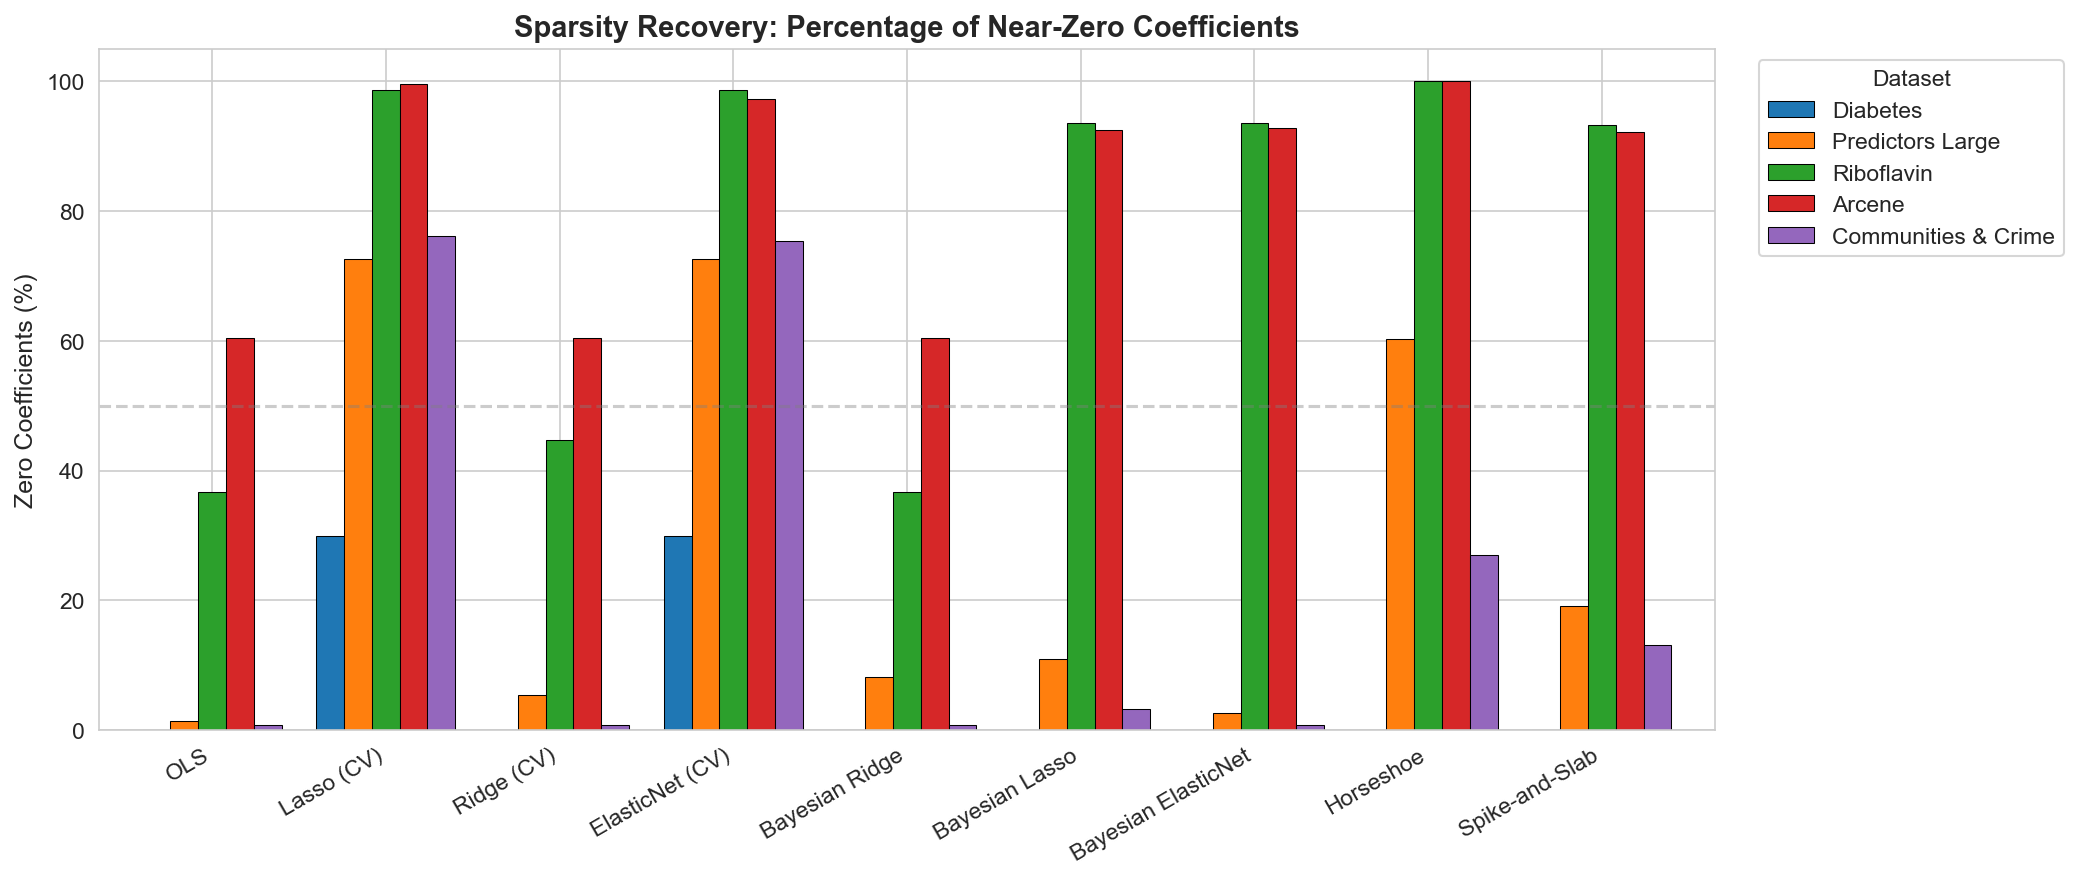 Sparsity Recovery: Percentage of Near-Zero Coefficients
Zero Coefficients (%)
100
80
60
40
20
0
OLS
Lasso (CV)
Ridge (CV)
ElasticNet (CV)
Bayesian Ridge
Bayesian Lasso
Bayesian ElasticNet
Horseshoe
Spike-and-Slab
Dataset
Diabetes
Predictors Large
Riboflavin
Arcene
Communities & Crime